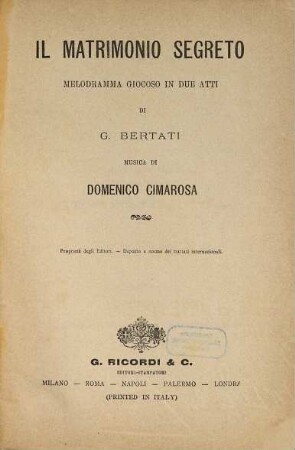 IL MATRIMONIO SEGRETO
MELODRAMMA GIOCOSO IN DUE ATTI
DI
G. BERTATI
MUSICA DI
DOMENICO CIMAROSA
Proprietà degli Editori. — Deposto a norma dei trattati internazionali.
G. RICORDI & C.
EDITORI-STAMPATORI
MILANO — ROMA — NAPOLI — PALERMO — LONDRA
(PRINTED IN ITALY)